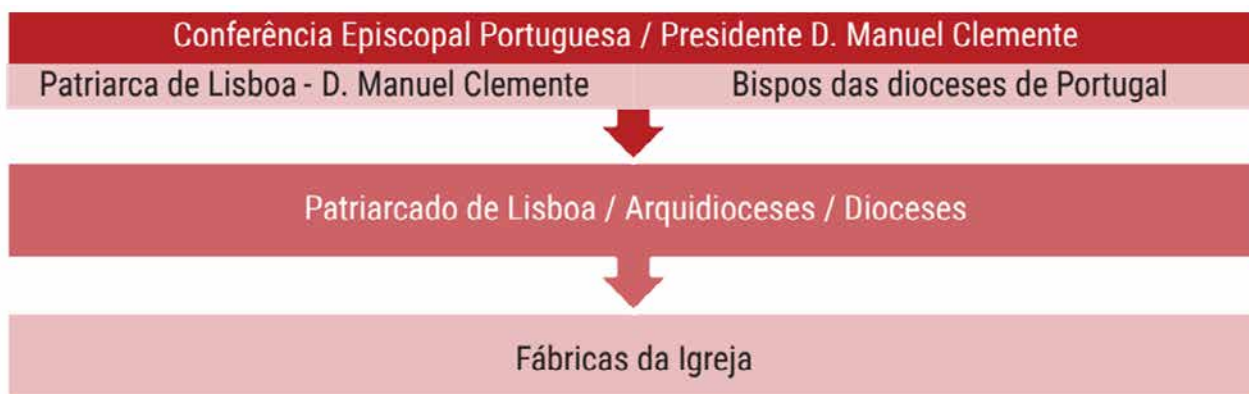 Conferência Episcopal Portuguesa / Presidente D. Manuel Clemente
Patriarca de Lisboa - D. Manuel Clemente
Bispos das dioceses de Portugal
Patriarcado de Lisboa / Arquidioceses / Dioceses
Fábricas da Igreja